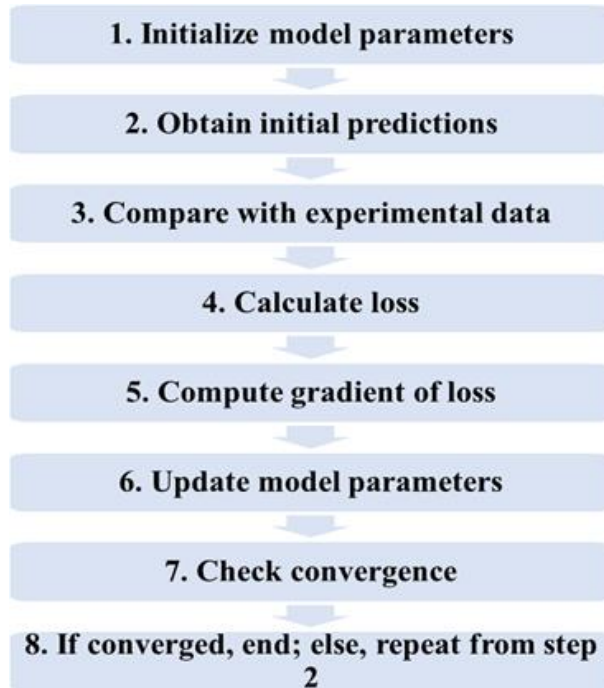 1. Initialize model parameters
2. Obtain initial predictions
3. Compare with experimental data
4. Calculate loss
5. Compute gradient of loss
6. Update model parameters
7. Check convergence
8. If converged, end; else, repeat from step
2